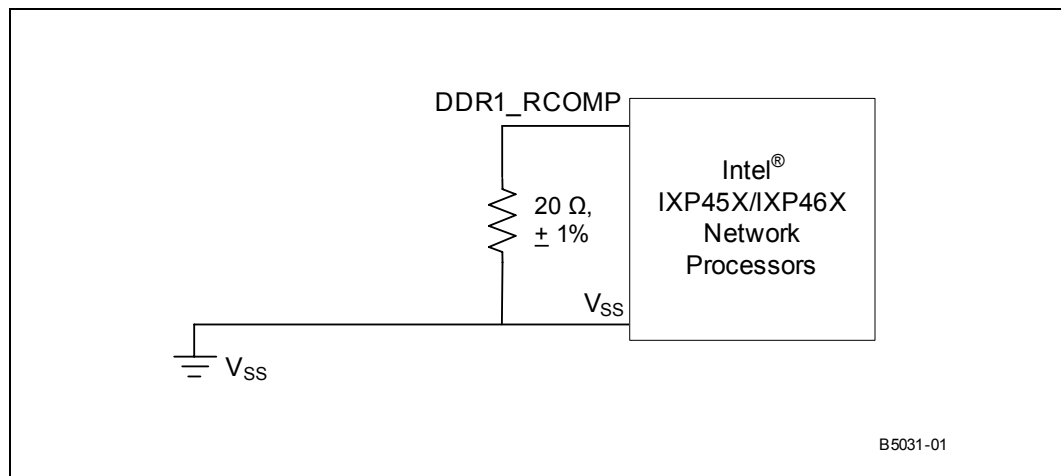 DDR1_RCOMP
Intel®
IXP45X/IXP46X
Network
Processors
20 Ω,
± 1%
VSS
VSS
B5031-01